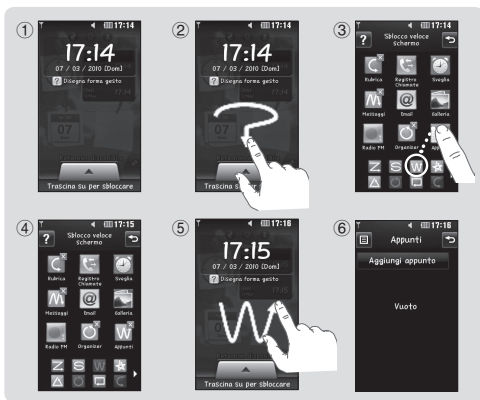 ①
17:14
17:14
07 / 03 / 2010 [Dom]
? Disegna forma gesto
Trascina su per sbloccare
②
17:14
17:14
07 / 03 / 2010 [Dom]
? Disegna forma gesto
Trascina su per sbl
③
17:14
? Sblocco veloce
schermo
Rubrica Registro Sveglia
Chiamate
@
Messaggi Email Galleria
Radio FM Organizer Appunti
Z S W
④
17:15
? Sblocco veloce
schermo
Rubrica Registro Sveglia
Chiamate
@
Messaggi Email Galleria
Radio FM Organizer Appunti
Z S W
⑤
17:16
17:15
07 / 03 / 2010 [Dom]
? Disegna forma gesto
17:15
W
Trascina su per sbloccare
⑥
17:16
Appunti
Aggiungi appunto
Vuoto